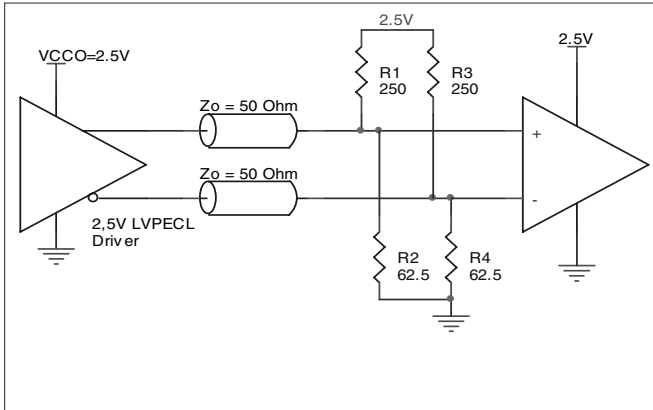 2.5V
VCCO=2.5V
2.5V
R1
250
R3
250
Zo = 50 Ohm
+
Zo = 50 Ohm
-
2,5V LVPECL
Driver
R2
62.5
R4
62.5